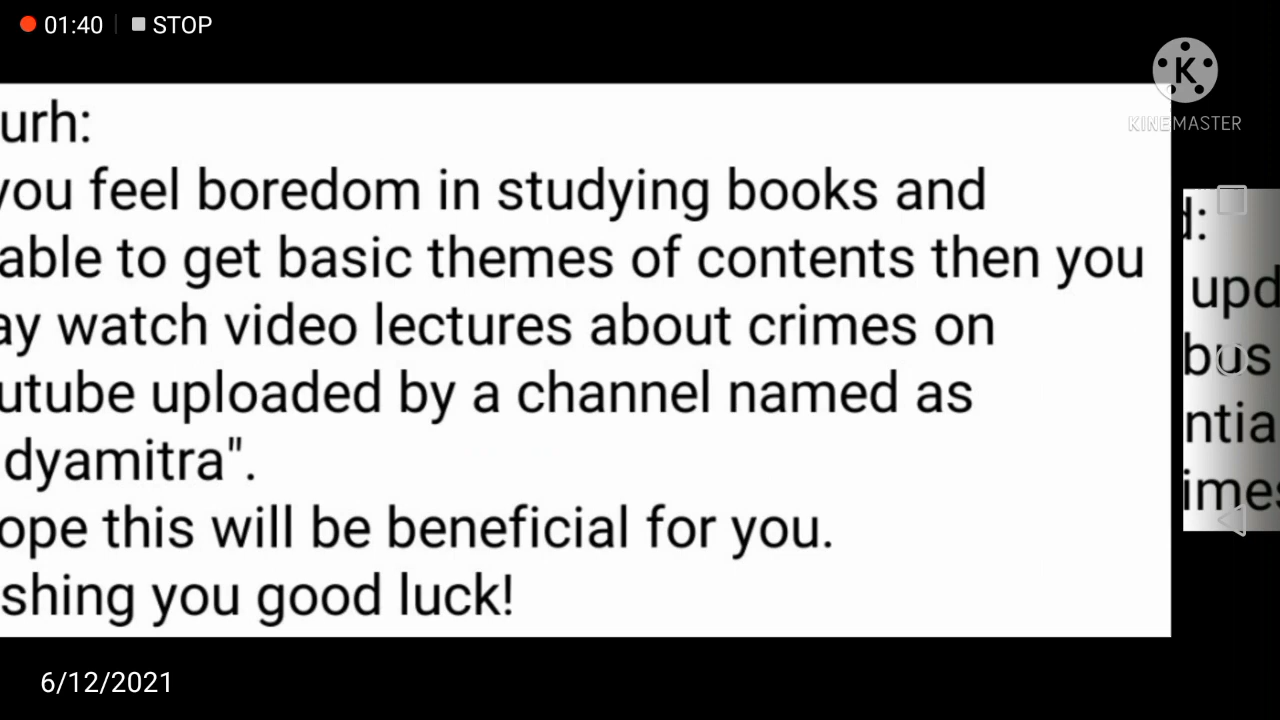 01:40 STOP
KINEMASTER
urh:
you feel boredom in studying books and
able to get basic themes of contents then you
ay watch video lectures about crimes on
utube uploaded by a channel named as
dyamitra".
ope this will be beneficial for you.
shing you good luck!
d:
upd
bus
ntia
imes
6/12/2021